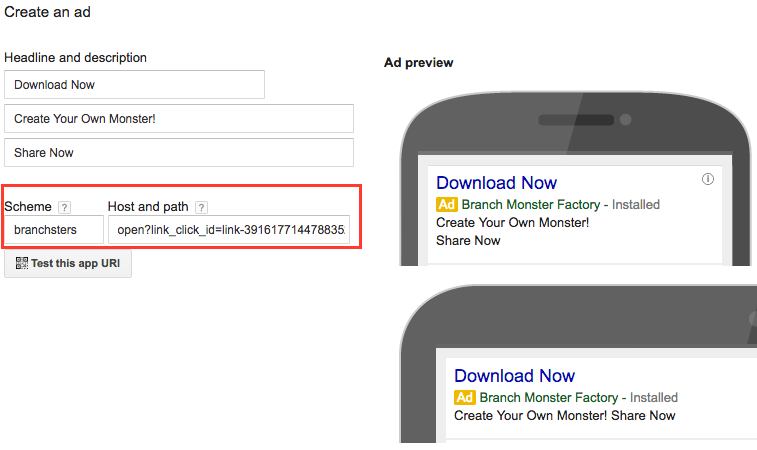 Create an ad
Headline and description
Download Now
Create Your Own Monster!
Share Now
Scheme ?
Host and path ?
branchsters
open?link_click_id=link-391617714478835
Test this app URI
Ad preview
Download Now
Ad Branch Monster Factory - Installed
Create Your Own Monster!
Share Now
Download Now
Ad Branch Monster Factory - Installed
Create Your Own Monster! Share Now